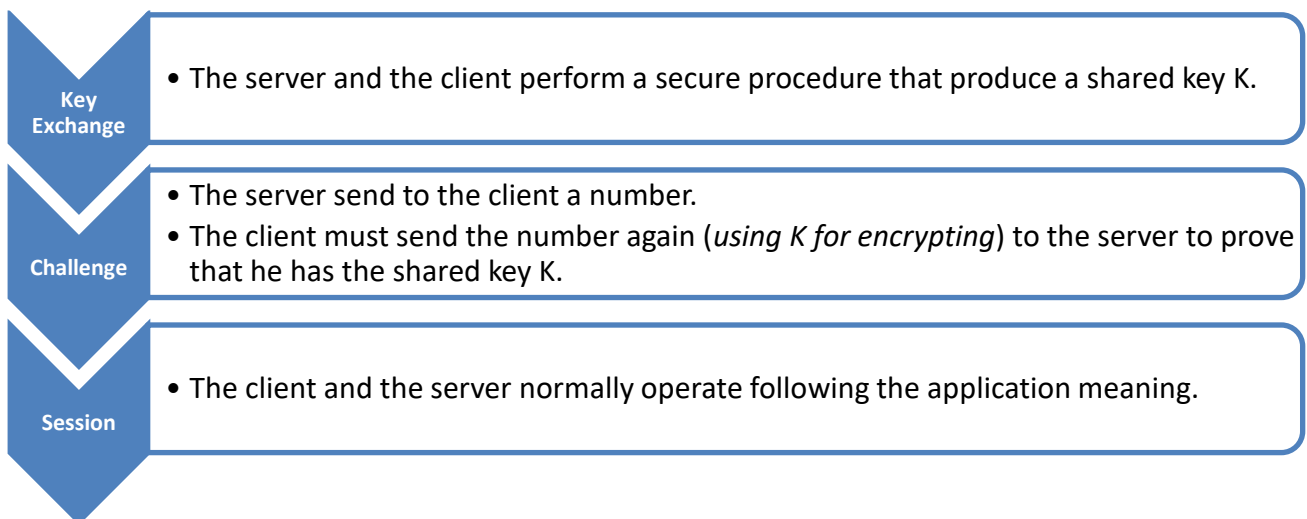 Key
Exchange
• The server and the client perform a secure procedure that produce a shared key K.
Challenge
• The server send to the client a number.
• The client must send the number again (using K for encrypting) to the server to prove
that he has the shared key K.
Session
• The client and the server normally operate following the application meaning.